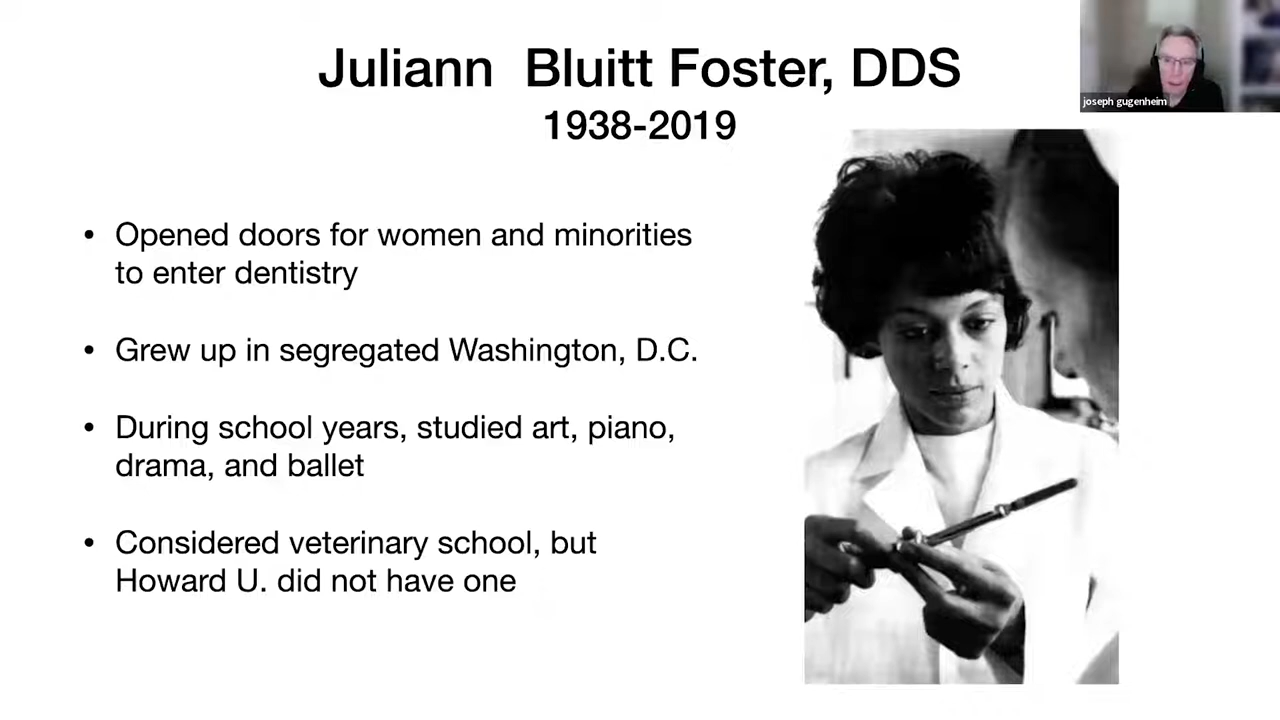 Juliann Bluitt Foster, DDS
1938-2019
joseph gugenheim
• Opened doors for women and minorities
to enter dentistry
• Grew up in segregated Washington, D.C.
• During school years, studied art, piano,
drama, and ballet
• Considered veterinary school, but
Howard U. did not have one